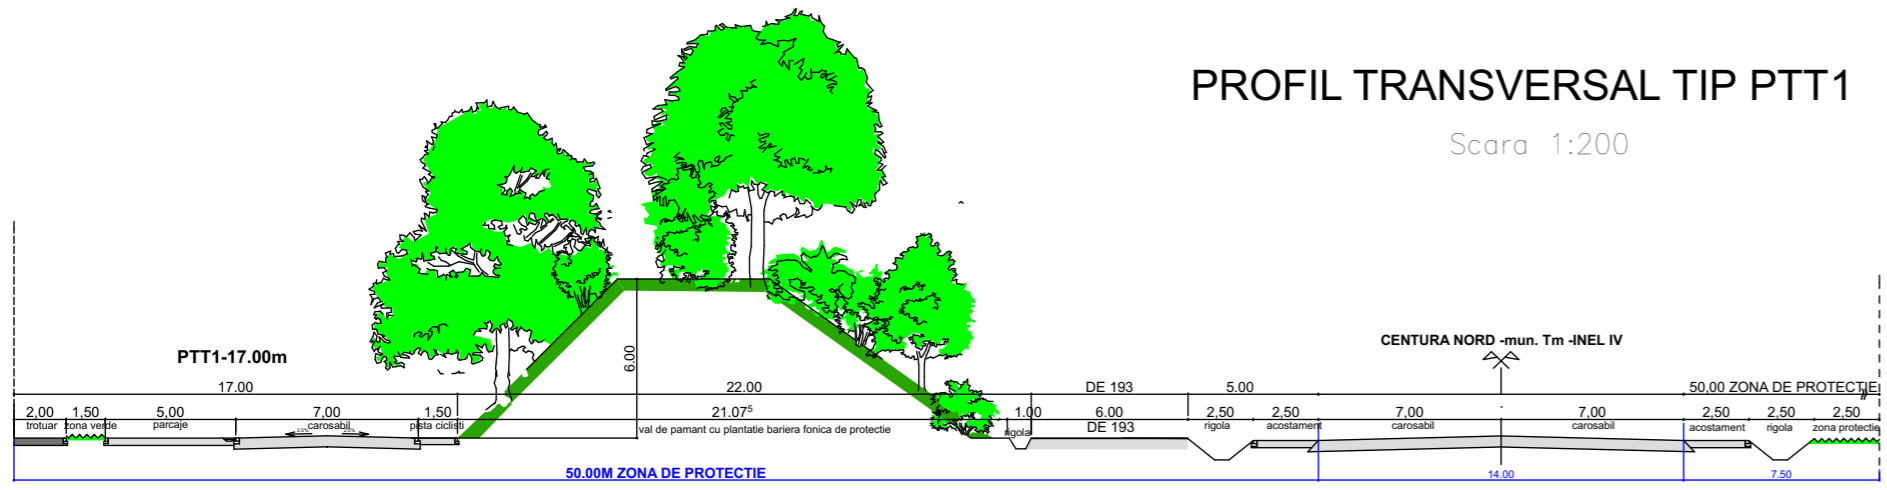 PROFIL TRANSVERSAL TIP PTT1
Scara 1:200
CENTURA NORD -mun. Tm -INEL IV
PTT1-17.00m
6.00
17.00 22.00 DE 193 5.00 50,00 ZONA DE PROTECTIE
2,00 1,50 5,00 7,00 1,50 21.07⁵ 1.00 6.00 2,50 2,50 7,00 7,00 2,50 2,50 2,50
trotuar zona verde parcaje carosabil pista ciclisti val de pamant cu plantatie bariera fonica de protectie rigola DE 193 rigola acostament carosabil carosabil acostament rigola zona protectie
2.5% 2.5%
50.00M ZONA DE PROTECTIE 14.00 7.50